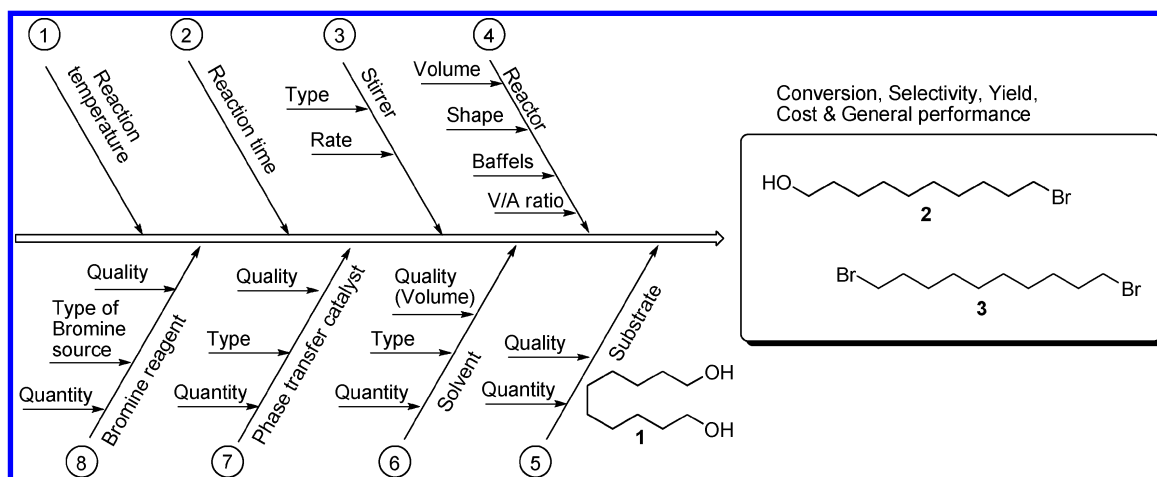 1
2
3
4
Reaction
temperature
Reaction time
Stirrer
Type
Rate
Reactor
Volume
Shape
Baffels
V/A ratio
Conversion, Selectivity, Yield,
Cost & General performance
HO
Br
2
Br
Br
3
Quality
Type of
Bromine
source
Quantity
Bromine reagent
8
Quality
Type
Quantity
Phase transfer catalyst
7
Quality
(Volume)
Type
Quantity
Solvent
6
Quality
Quantity
Substrate
5
OH
OH
1